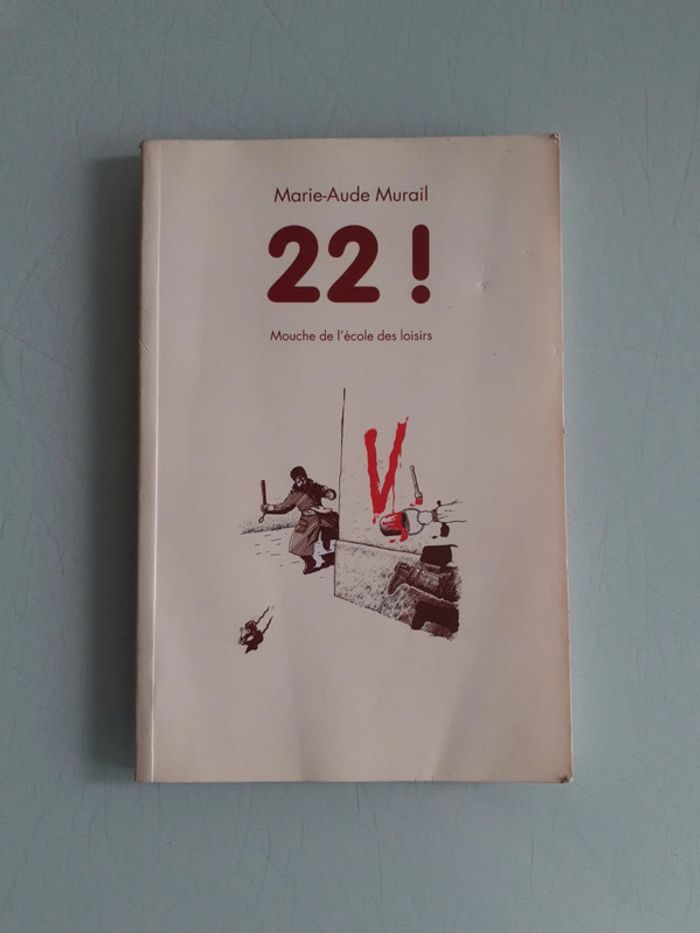 Marie-Aude Murail
22 !
Mouche de l'école des loisirs
V